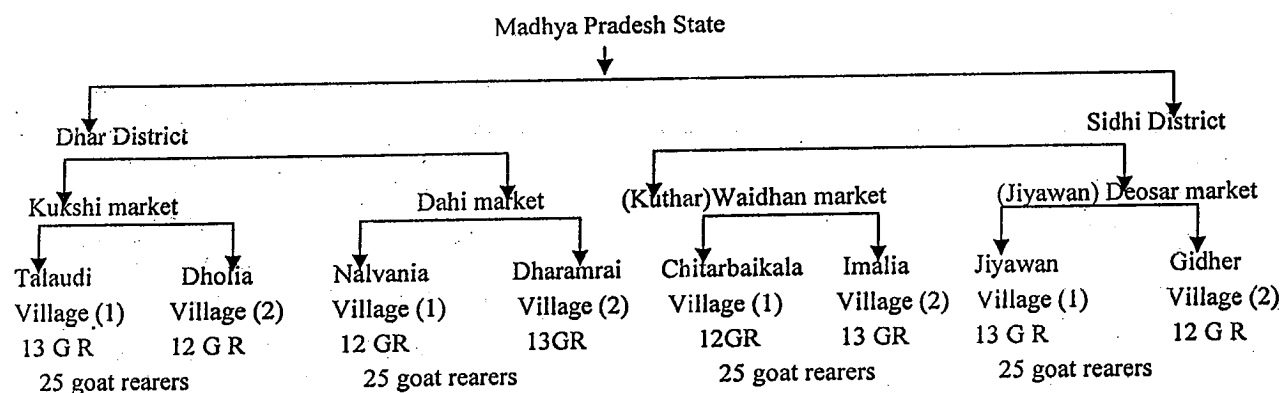 Madhya Pradesh State
Dhar District
Sidhi District
Kukshi market
Dahi market
(Kuthar)Waidhan market
(Jiyawan) Deosar market
Talaudi
Village (1)
13 G R
Dholia
Village (2)
12 G R
25 goat rearers
Nalvania
Village (1)
12 GR
Dharamrai
Village (2)
13GR
25 goat rearers
Chitarbaikala
Village (1)
12GR
Imalia
Village (2)
13 GR
25 goat rearers
Jiyawan
Village (1)
13 G R
Gidher
Village (2)
12 G R
25 goat rearers